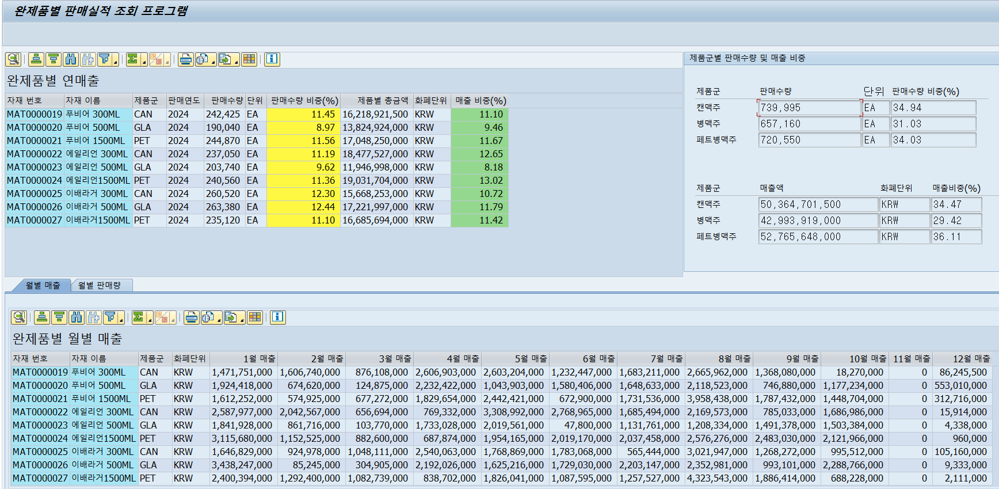 완제품별 판매실적 조회 프로그램
완제품별 연매출
자재 번호 자재 이름 제품군 판매연도 판매수량 단위 판매수량 비중(%) 제품별 총금액 화폐단위 매출 비중(%)
MAT0000019 푸비어 300ML CAN 2024 242,425 EA 11.45 16,218,921,500 KRW 11.10
MAT0000020 푸비어 500ML GLA 2024 190,040 EA 8.97 13,824,924,000 KRW 9.46
MAT0000021 푸비어 1500ML PET 2024 244,870 EA 11.56 17,048,250,000 KRW 11.67
MAT0000022 에일리언 300ML CAN 2024 237,050 EA 11.19 18,477,527,000 KRW 12.65
MAT0000023 에일리언 500ML GLA 2024 203,740 EA 9.62 11,946,998,000 KRW 8.18
MAT0000024 에일리언1500ML PET 2024 240,560 EA 11.36 19,031,704,000 KRW 13.02
MAT0000025 이배라거 300ML CAN 2024 260,520 EA 12.30 15,668,253,000 KRW 10.72
MAT0000026 이배라거 500ML GLA 2024 263,380 EA 12.44 17,221,997,000 KRW 11.79
MAT0000027 이배라거1500ML PET 2024 235,120 EA 11.10 16,685,694,000 KRW 11.42
제품군별 판매수량 및 매출 비중
제품군 판매수량 단위 판매수량 비중(%)
캔맥주 739,995 EA 34.94
병맥주 657,160 EA 31.03
페트병맥주 720,550 EA 34.03
제품군 매출액 화폐단위 매출비중(%)
캔맥주 50,364,701,500 KRW 34.47
병맥주 42,993,919,000 KRW 29.42
페트병맥주 52,765,648,000 KRW 36.11
월별 매출 월별 판매량
완제품별 월별 매출
자재 번호 자재 이름 제품군 화폐단위 1월 매출 2월 매출 3월 매출 4월 매출 5월 매출 6월 매출 7월 매출 8월 매출 9월 매출 10월 매출 11월 매출 12월 매출
MAT0000019 푸비어 300ML CAN KRW 1,471,751,000 1,606,740,000 876,108,000 2,606,903,000 2,603,204,000 1,232,447,000 1,683,211,000 2,665,962,000 1,368,080,000 18,270,000 0 86,245,500
MAT0000020 푸비어 500ML GLA KRW 1,924,418,000 674,620,000 124,875,000 2,232,422,000 1,043,903,000 1,580,406,000 1,648,633,000 2,118,523,000 746,880,000 1,177,234,000 0 553,010,000
MAT0000021 푸비어 1500ML PET KRW 1,612,252,000 574,925,000 677,272,000 1,829,654,000 2,442,421,000 672,900,000 1,731,536,000 3,958,438,000 1,787,432,000 1,448,704,000 0 312,716,000
MAT0000022 에일리언 300ML CAN KRW 2,587,977,000 2,042,567,000 656,694,000 769,332,000 3,308,992,000 2,768,965,000 1,685,494,000 2,169,573,000 785,033,000 1,686,986,000 0 15,914,000
MAT0000023 에일리언 500ML GLA KRW 1,841,928,000 861,716,000 103,770,000 1,733,028,000 2,019,561,000 47,800,000 1,131,761,000 1,208,334,000 1,491,378,000 1,503,384,000 0 4,338,000
MAT0000024 에일리언1500ML PET KRW 3,115,680,000 1,152,525,000 882,600,000 687,874,000 1,954,165,000 2,019,170,000 2,037,458,000 2,576,276,000 2,483,030,000 2,121,966,000 0 960,000
MAT0000025 이배라거 300ML CAN KRW 1,646,829,000 924,978,000 1,048,111,000 2,540,063,000 1,768,869,000 1,783,068,000 565,444,000 3,021,947,000 1,268,272,000 995,512,000 0 105,160,000
MAT0000026 이배라거 500ML GLA KRW 3,438,247,000 85,245,000 304,905,000 2,192,026,000 1,625,216,000 1,729,030,000 2,203,147,000 2,352,981,000 993,101,000 2,288,766,000 0 9,333,000
MAT0000027 이배라거1500ML PET KRW 2,400,394,000 1,292,400,000 1,082,739,000 838,702,000 1,826,041,000 1,087,595,000 1,257,527,000 4,323,543,000 1,886,414,000 688,228,000 0 2,111,000